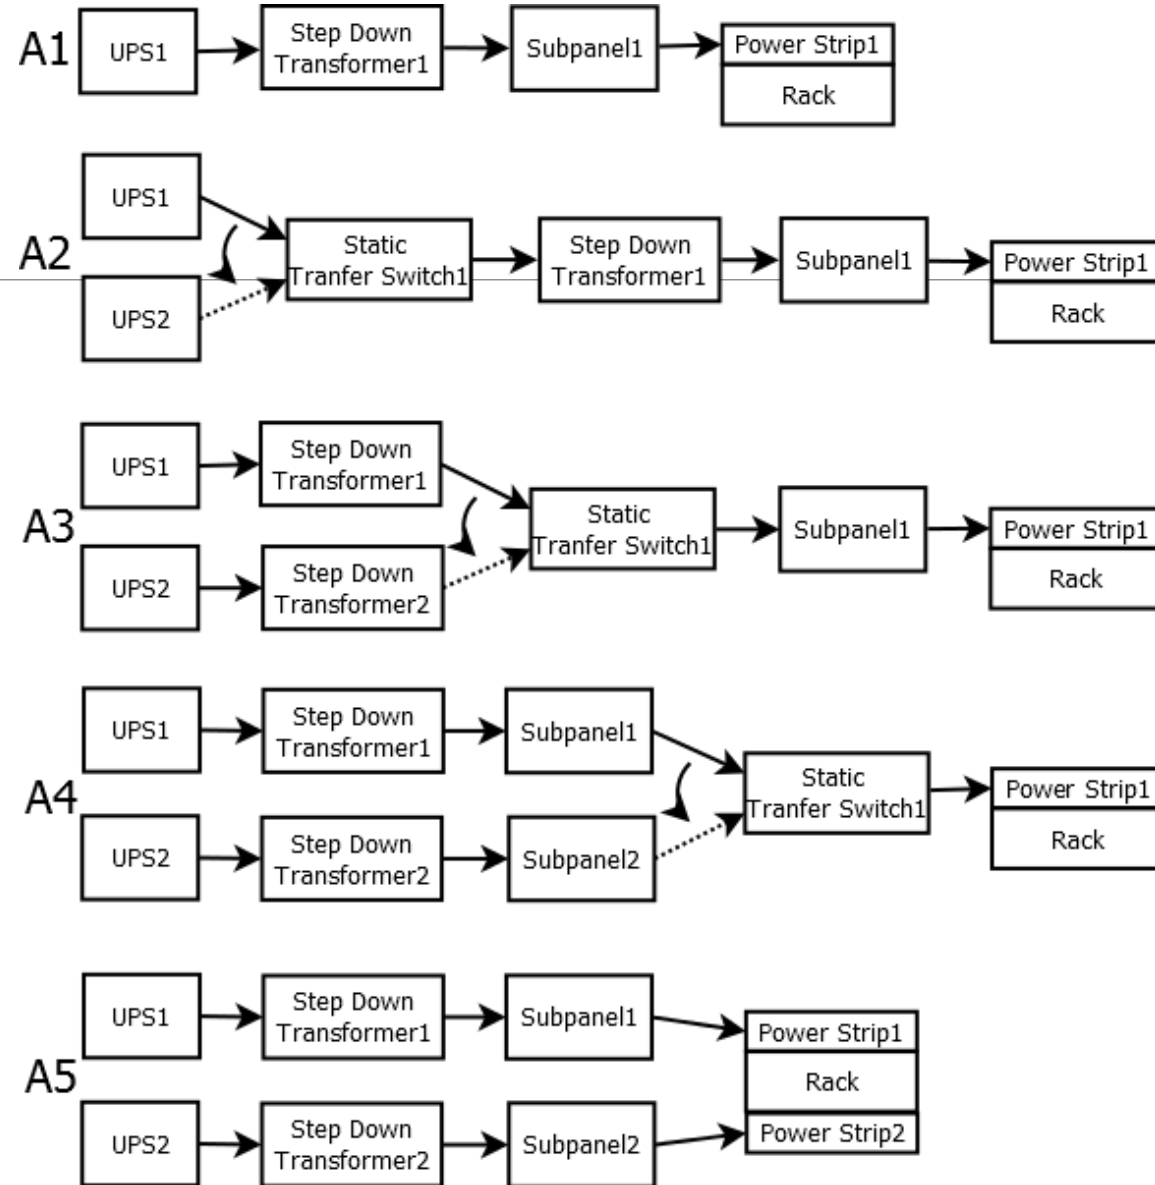 A1
UPS1
Step Down
Transformer1
Subpanel1
Power Strip1
Rack
A2
UPS1
UPS2
Static
Tranfer Switch1
Step Down
Transformer1
Subpanel1
Power Strip1
Rack
A3
UPS1
Step Down
Transformer1
UPS2
Step Down
Transformer2
Static
Tranfer Switch1
Subpanel1
Power Strip1
Rack
A4
UPS1
Step Down
Transformer1
Subpanel1
UPS2
Step Down
Transformer2
Subpanel2
Static
Tranfer Switch1
Power Strip1
Rack
A5
UPS1
Step Down
Transformer1
Subpanel1
UPS2
Step Down
Transformer2
Subpanel2
Power Strip1
Rack
Power Strip2